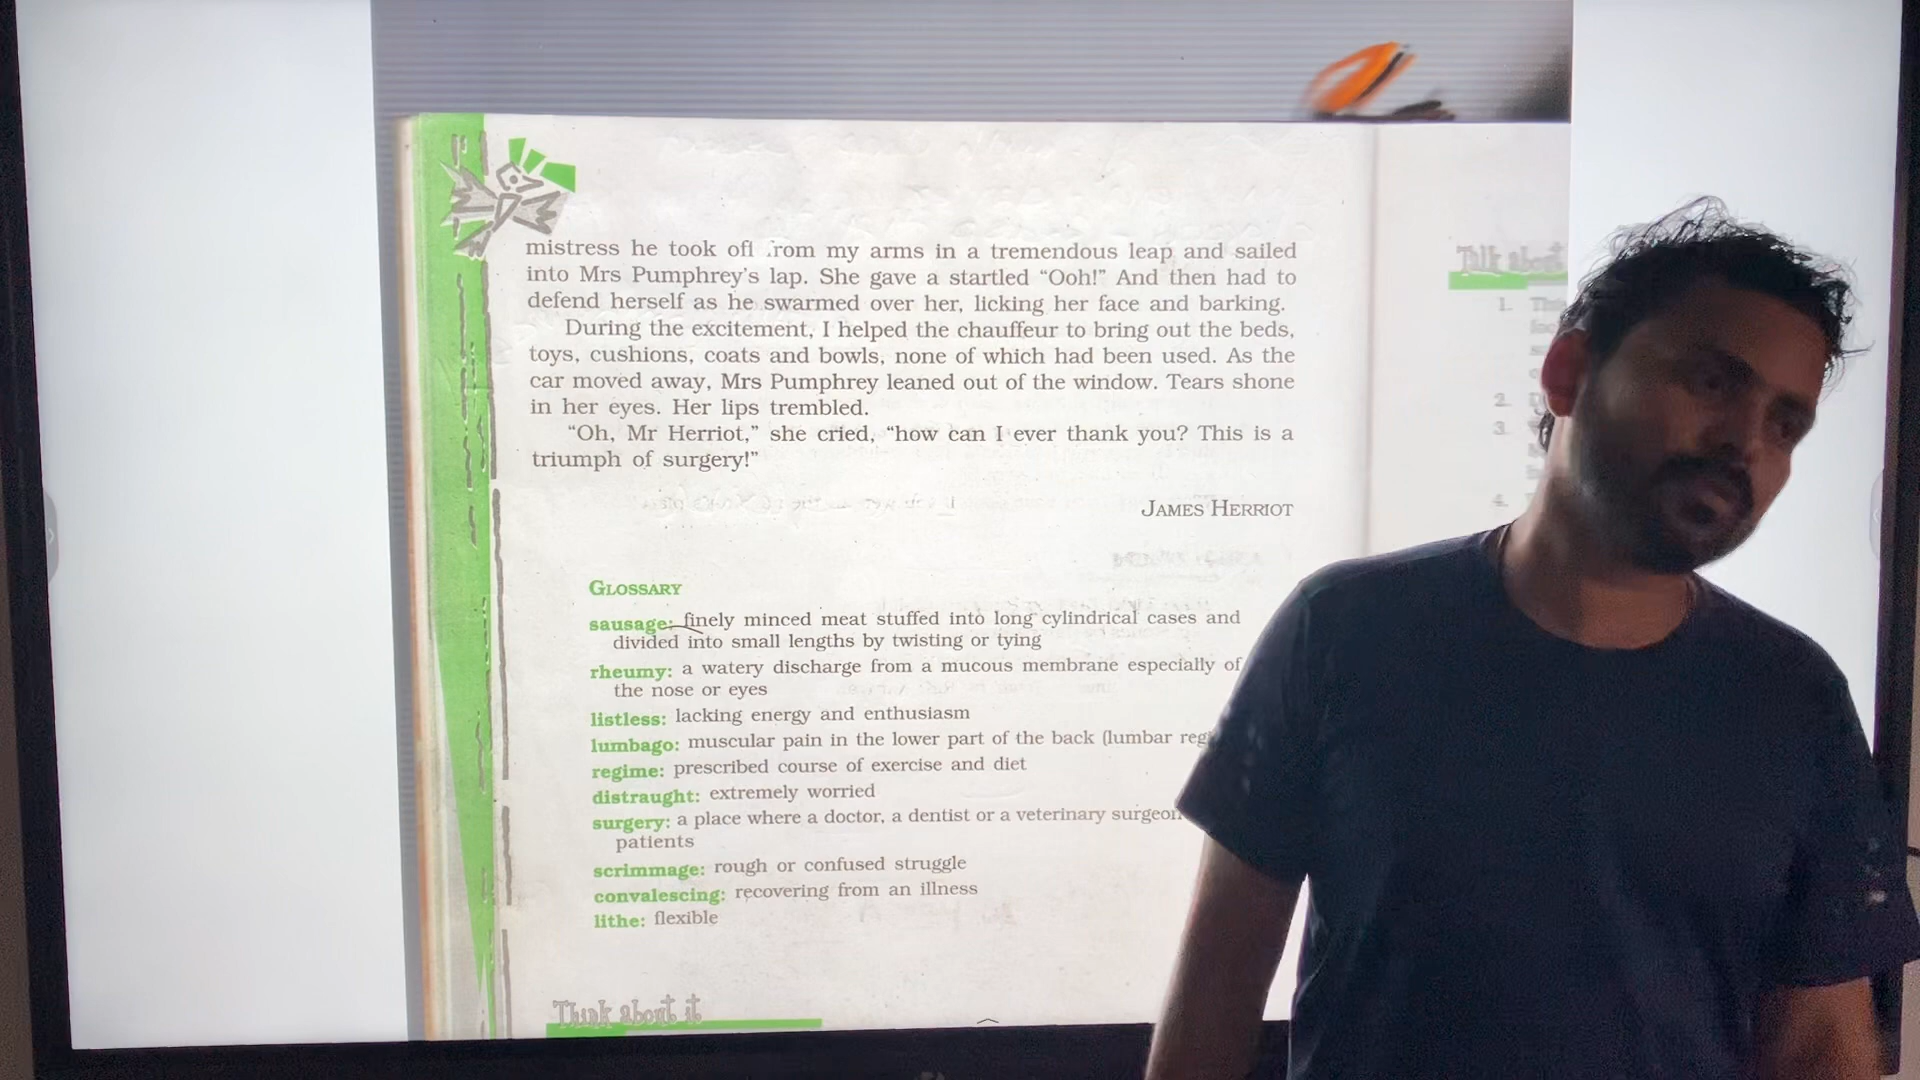 mistress he took off from my arms in a tremendous leap and sailed
into Mrs Pumphrey's lap. She gave a startled “Ooh!” And then had to
defend herself as he swarmed over her, licking her face and barking.
During the excitement, I helped the chauffeur to bring out the beds,
toys, cushions, coats and bowls, none of which had been used. As the
car moved away, Mrs Pumphrey leaned out of the window. Tears shone
in her eyes. Her lips trembled.
“Oh, Mr Herriot,” she cried, “how can I ever thank you? This is a
triumph of surgery!”
JAMES HERRIOT
GLOSSARY
sausage: finely minced meat stuffed into long cylindrical cases and
divided into small lengths by twisting or tying
rheumy: a watery discharge from a mucous membrane especially of
the nose or eyes
listless: lacking energy and enthusiasm
lumbago: muscular pain in the lower part of the back (lumbar
regime: prescribed course of exercise and diet
distraught: extremely worried
surgery: a place where a doctor, a dentist or a veterinary surgeon
patients
scrimmage: rough or confused struggle
convalescing: recovering from an illness
lithe: flexible
Think about it
Talk about
1.
2.
3.
4.